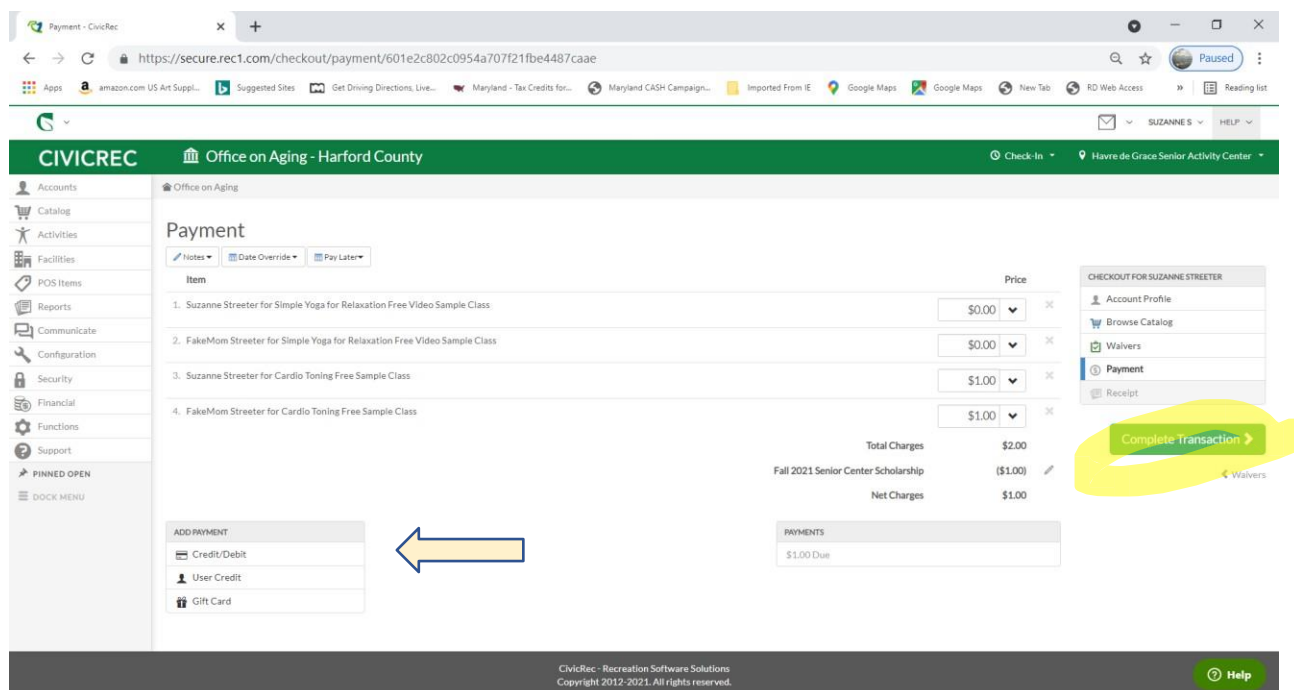 Payment - CivicRec
https://secure.rec1.com/checkout/payment/601e2c802c0954a707f21fbe4487caae
Paused
Apps
amazon.com US Art Suppl...
Suggested Sites
Get Driving Directions, Live...
Maryland - Tax Credits for...
Maryland CASH Campaign...
Imported From IE
Google Maps
Google Maps
New Tab
RD Web Access
»
Reading list
SUZANNE S
HELP
CIVICREC
Office on Aging - Harford County
Check-In
Havre de Grace Senior Activity Center
Accounts
Catalog
Activities
Facilities
POS Items
Reports
Communicate
Configuration
Security
Financial
Functions
Support
PINNED OPEN
DOCK MENU
Office on Aging
Payment
Notes
Date Override
Pay Later
Item Price
1. Suzanne Streeter for Simple Yoga for Relaxation Free Video Sample Class $0.00
2. FakeMom Streeter for Simple Yoga for Relaxation Free Video Sample Class $0.00
3. Suzanne Streeter for Cardio Toning Free Sample Class $1.00
4. FakeMom Streeter for Cardio Toning Free Sample Class $1.00
Total Charges $2.00
Fall 2021 Senior Center Scholarship ($1.00)
Net Charges $1.00
ADD PAYMENT
Credit/Debit
User Credit
Gift Card
PAYMENTS
$1.00 Due
CHECKOUT FOR SUZANNE STREETER
Account Profile
Browse Catalog
Waivers
Payment
Receipt
Complete Transaction
Waivers
CivicRec - Recreation Software Solutions
Copyright 2012-2021. All rights reserved.
Help